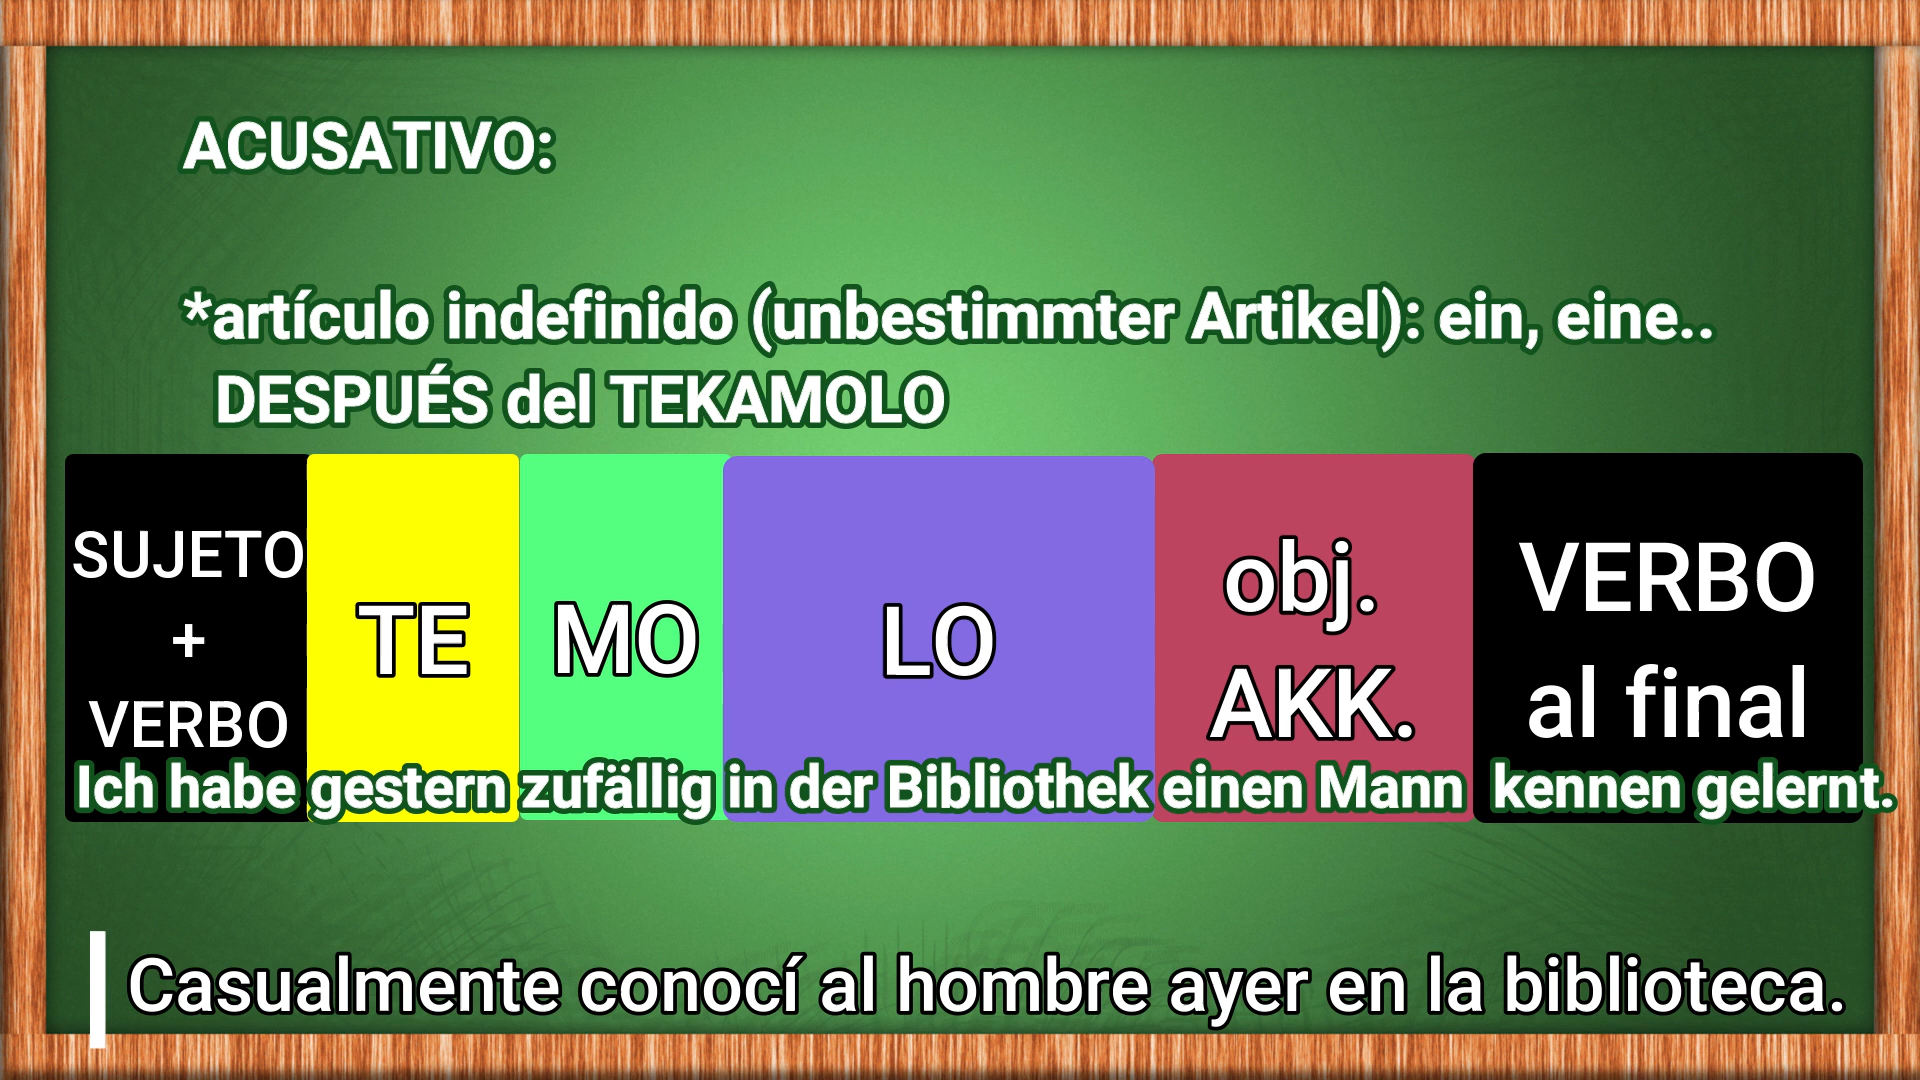 ACUSATIVO:
*artículo indefinido (unbestimmter Artikel): ein, eine..
DESPUÉS del TEKAMOLO
SUJETO
+
VERBO
TE
MO
LO
obj.
AKK.
VERBO
al final
Ich habe gestern zufällig in der Bibliothek einen Mann kennen gelernt.
Casualmente conocí al hombre ayer en la biblioteca.